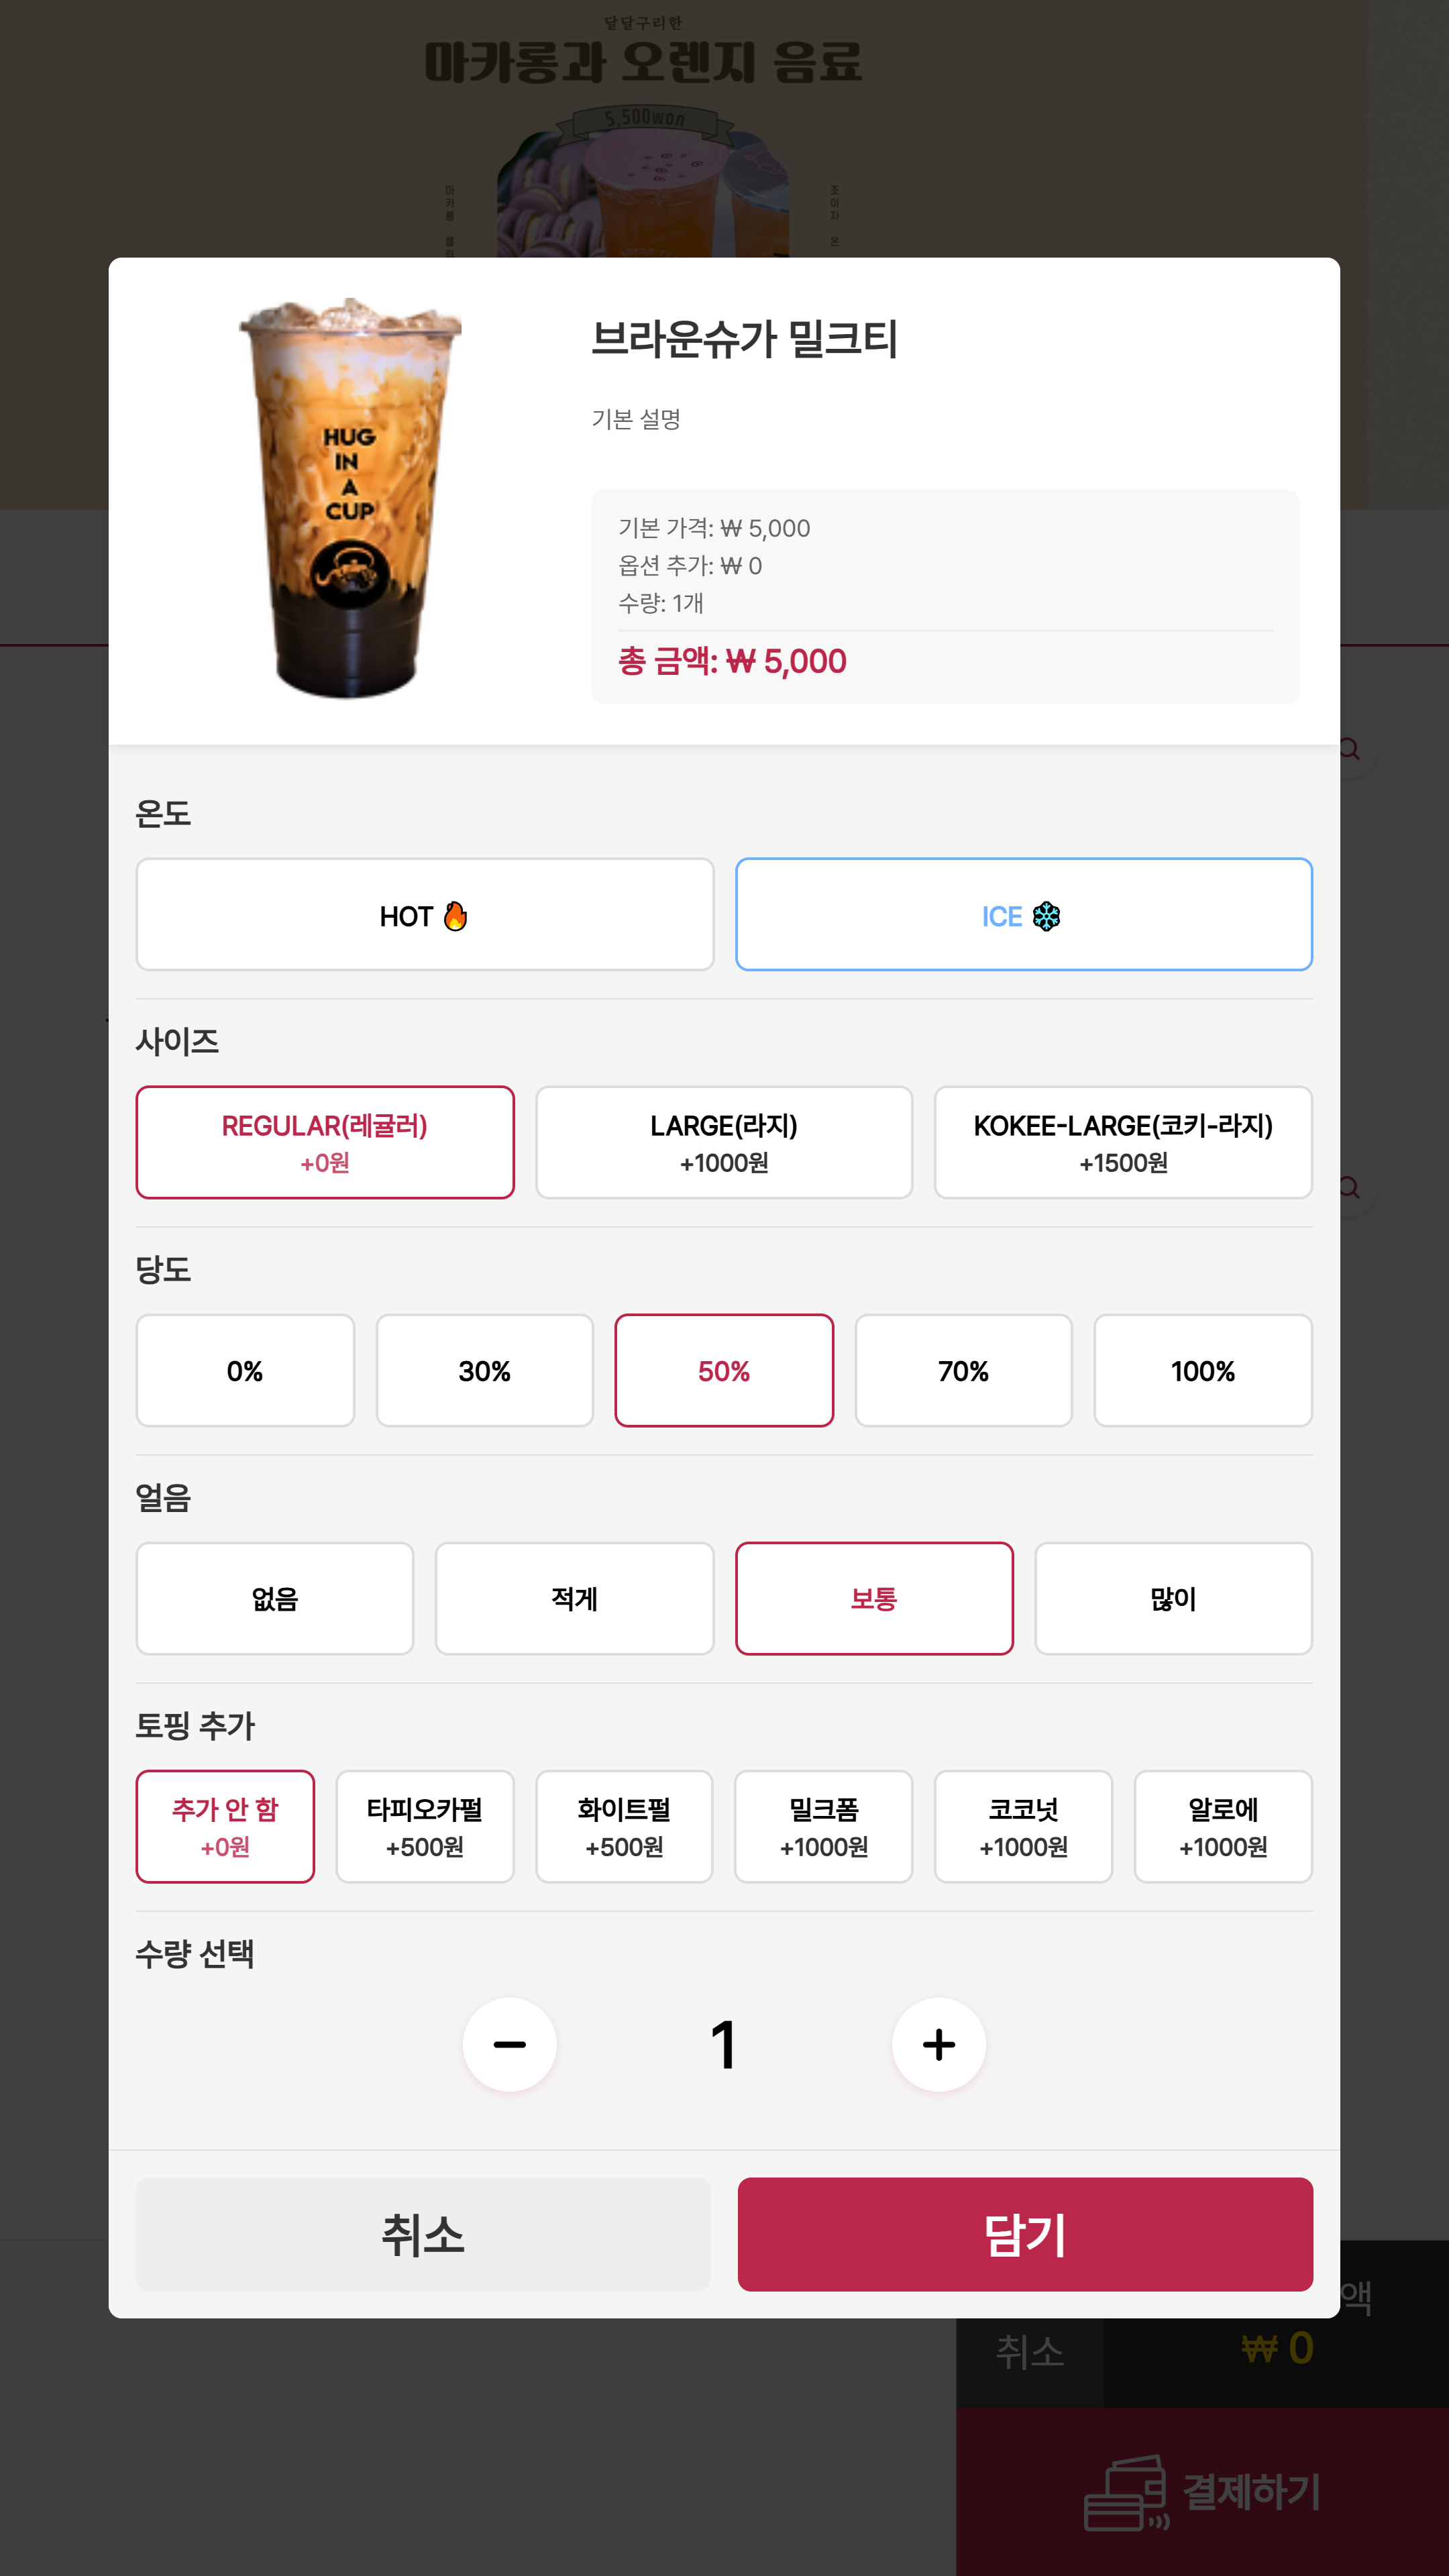 달달구리한
마카롱과 오렌지 음료
5,500won
HUG
IN
A
CUP
브라운슈가 밀크티
기본 설명
기본 가격: ₩ 5,000
옵션 추가: ₩ 0
수량: 1개
총 금액: ₩ 5,000
온도
HOT
ICE
사이즈
REGULAR(레귤러)
+0원
LARGE(라지)
+1000원
KOKEE-LARGE(코키-라지)
+1500원
당도
0%
30%
50%
70%
100%
얼음
없음
적게
보통
많이
토핑 추가
추가 안 함
+0원
타피오카펄
+500원
화이트펄
+500원
밀크폼
+1000원
코코넛
+1000원
알로에
+1000원
수량 선택
1
취소
담기
액
취소
₩ 0
결제하기